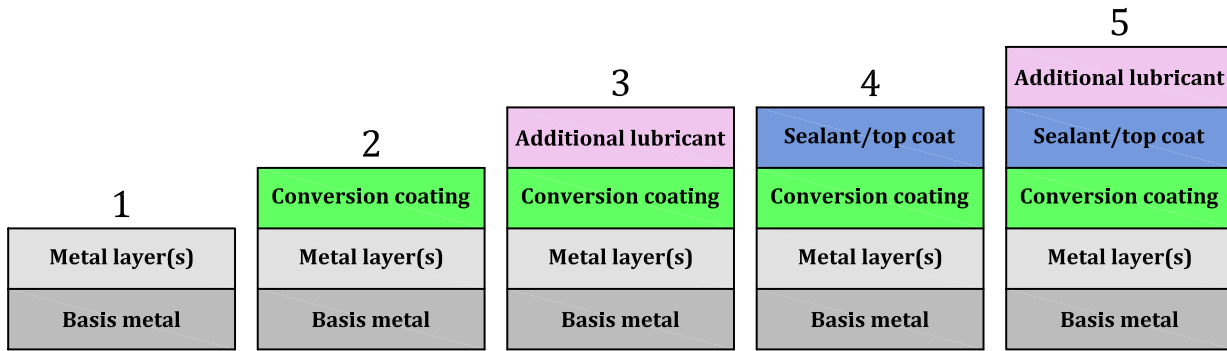 1
Metal layer(s)
Basis metal
2
Conversion coating
Metal layer(s)
Basis metal
3
Additional lubricant
Conversion coating
Metal layer(s)
Basis metal
4
Sealant/top coat
Conversion coating
Metal layer(s)
Basis metal
5
Additional lubricant
Sealant/top coat
Conversion coating
Metal layer(s)
Basis metal